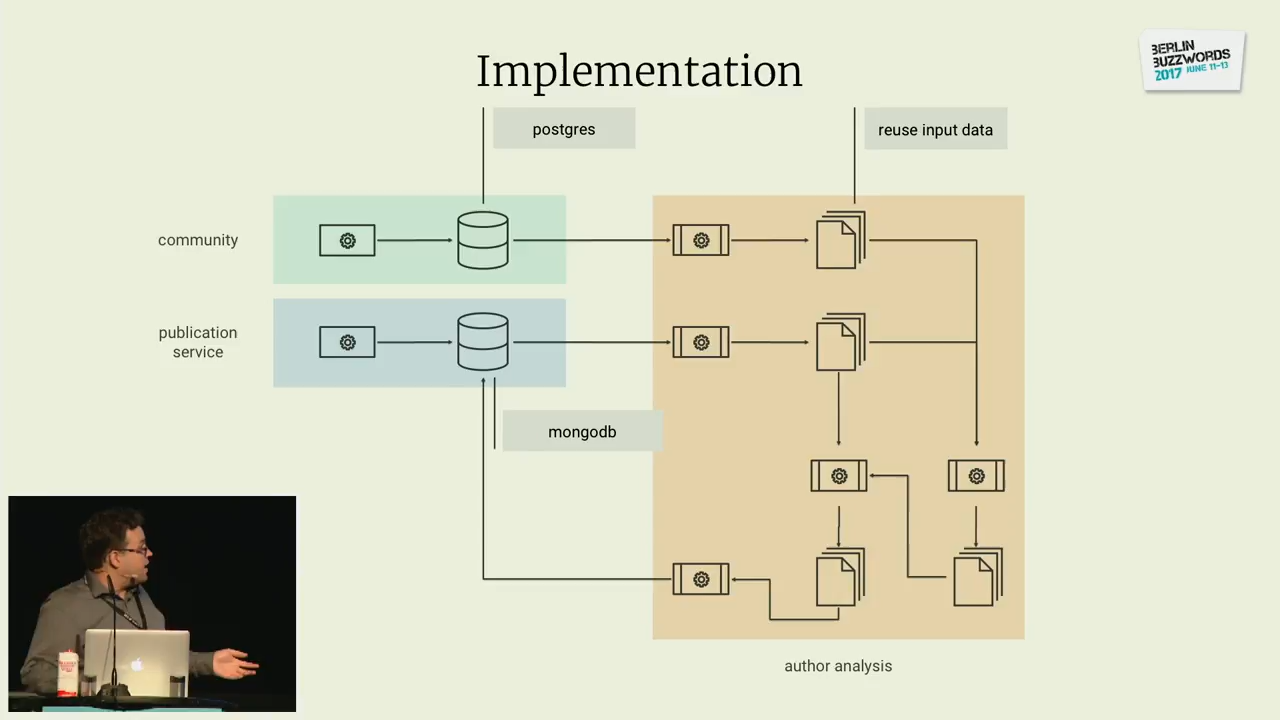 Implementation
BERLIN
BUZZWORDS
2017 JUNE 11-13
postgres
reuse input data
community
publication
service
mongodb
author analysis